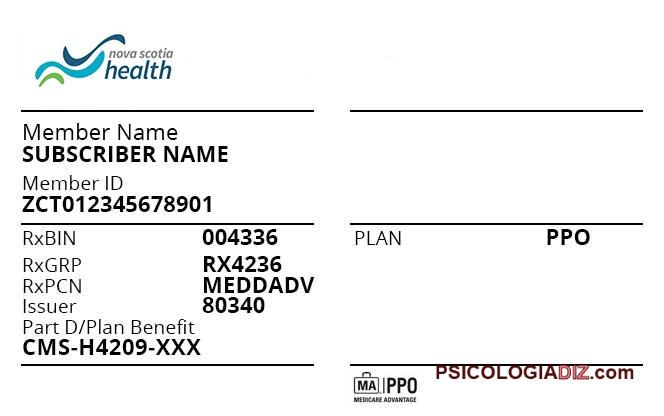 nova scotia
health
Member Name
SUBSCRIBER NAME
Member ID
ZCT012345678901
RxBIN 004336
PLAN PPO
RxGRP RX4236
RxPCN MEDDADV
Issuer 80340
Part D/Plan Benefit
CMS-H4209-XXX
PSICOLOGIADIZ.com
MA PPO
MEDICARE ADVANTAGE